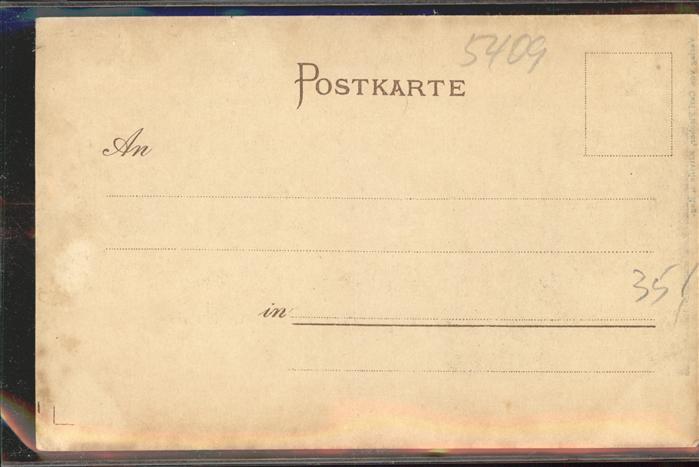 5409
POSTKARTE
An
35/
in